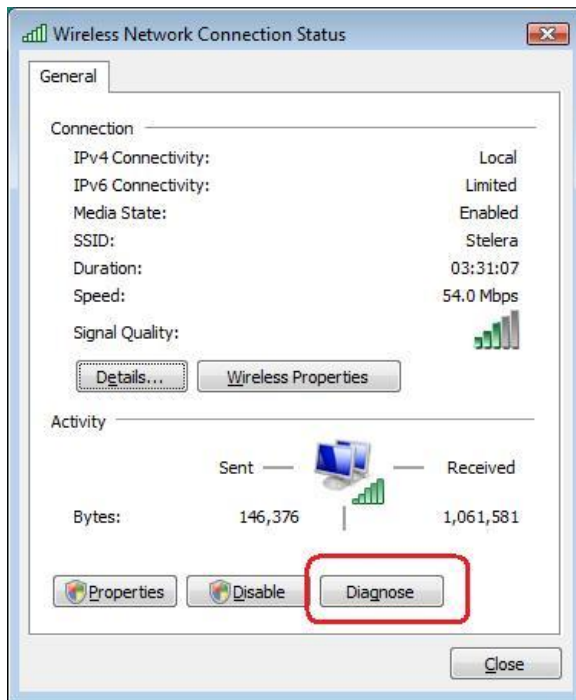 Wireless Network Connection Status
General
Connection
IPv4 Connectivity: Local
IPv6 Connectivity: Limited
Media State: Enabled
SSID: Stelera
Duration: 03:31:07
Speed: 54.0 Mbps
Signal Quality:
Details... Wireless Properties
Activity
Sent Received
Bytes: 146,376 1,061,581
Properties Disable Diagnose
Close